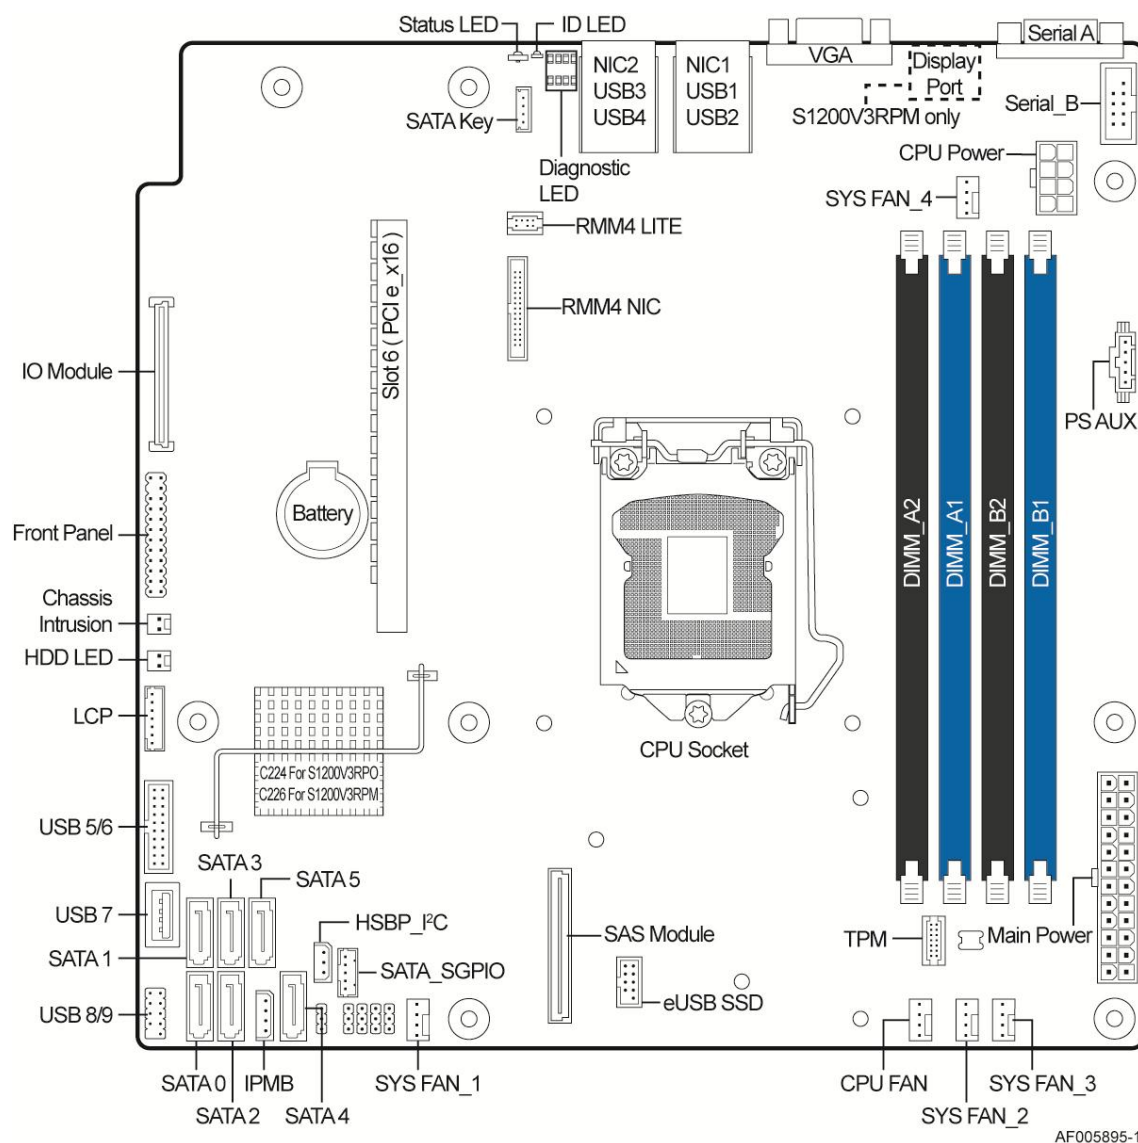 Status LED
ID LED
NIC2
USB3
USB4
NIC1
USB1
USB2
VGA
Serial A
Display
Port
S1200V3RPM only
Serial_B
SATA Key
Diagnostic
LED
CPU Power
SYS FAN_4
RMM4 LITE
RMM4 NIC
Slot 6 ( PCI e_x16)
IO Module
PS AUX
Battery
Front Panel
DIMM_A2
DIMM_A1
DIMM_B2
DIMM_B1
Chassis
Intrusion
HDD LED
LCP
CPU Socket
C224 For S1200V3RPO
C226 For S1200V3RPM
USB 5/6
SATA 3
SATA 5
USB 7
HSBP_I²C
SATA 1
SATA_SGPIO
SAS Module
TPM
Main Power
eUSB SSD
USB 8/9
SATA 0
IPMB
SYS FAN_1
CPU FAN
SYS FAN_3
SATA 2
SATA 4
SYS FAN_2
AF005895-1